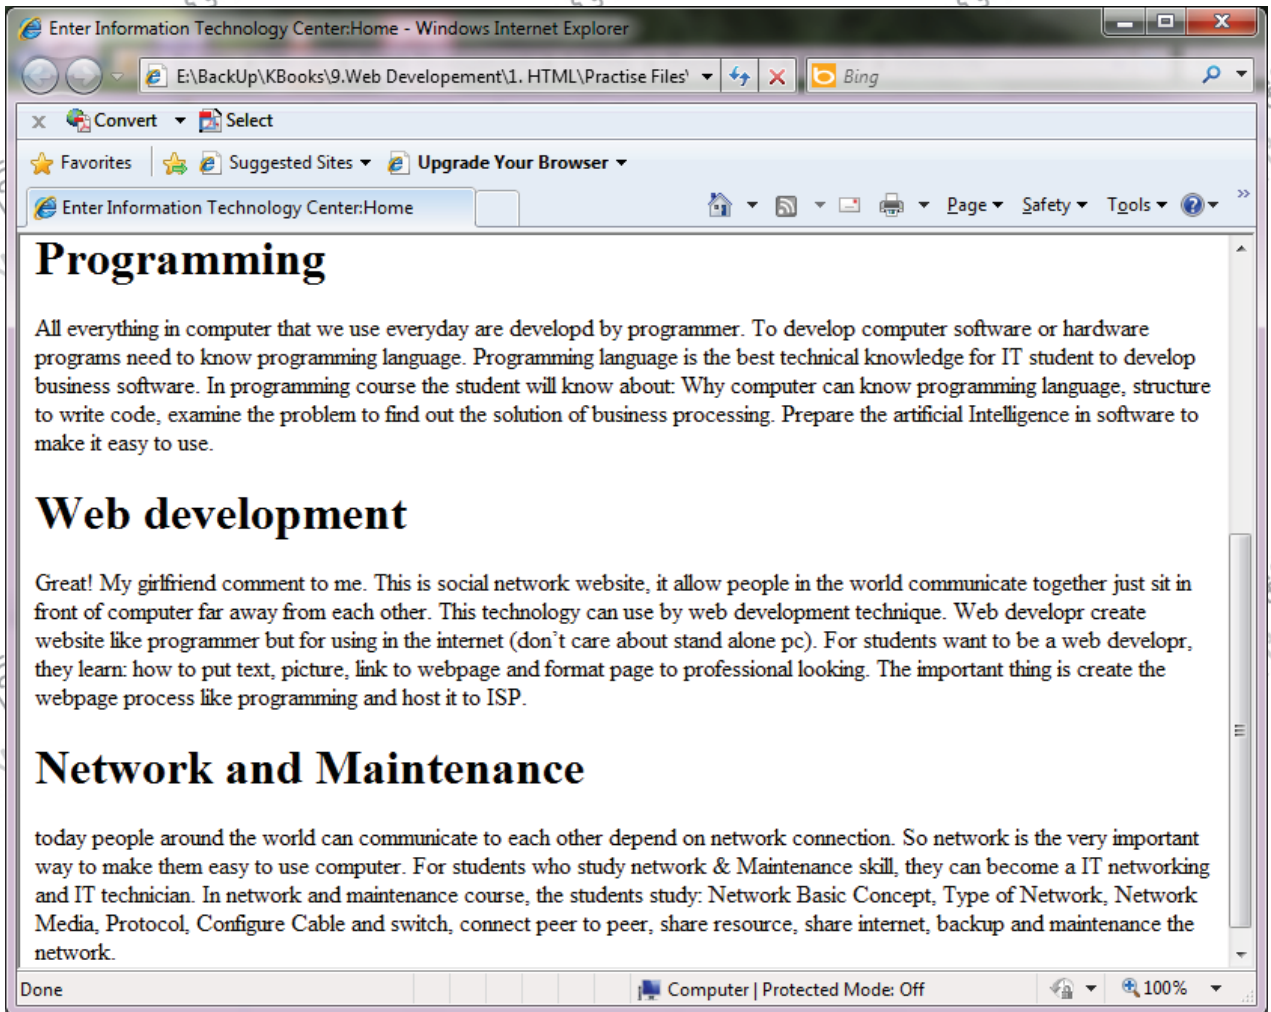 Enter Information Technology Center:Home - Windows Internet Explorer
E:\BackUp\KBooks\9.Web Developement\1. HTML\Practise Files\
Bing
x Convert Select
Favorites Suggested Sites Upgrade Your Browser
Enter Information Technology Center:Home Page Safety Tools
Programming
All everything in computer that we use everyday are developd by programmer. To develop computer software or hardware
programs need to know programming language. Programming language is the best technical knowledge for IT student to develop
business software. In programming course the student will know about: Why computer can know programming language, structure
to write code, examine the problem to find out the solution of business processing. Prepare the artificial Intelligence in software to
make it easy to use.
Web development
Great! My girlfriend comment to me. This is social network website, it allow people in the world communicate together just sit in
front of computer far away from each other. This technology can use by web development technique. Web developr create
website like programmer but for using in the internet (don’t care about stand alone pc). For students want to be a web developr,
they learn: how to put text, picture, link to webpage and format page to professional looking. The important thing is create the
webpage process like programming and host it to ISP.
Network and Maintenance
today people around the world can communicate to each other depend on network connection. So network is the very important
way to make them easy to use computer. For students who study network & Maintenance skill, they can become a IT networking
and IT technician. In network and maintenance course, the students study: Network Basic Concept, Type of Network, Network
Media, Protocol, Configure Cable and switch, connect peer to peer, share resource, share internet, backup and maintenance the
network.
Done Computer | Protected Mode: Off 100%